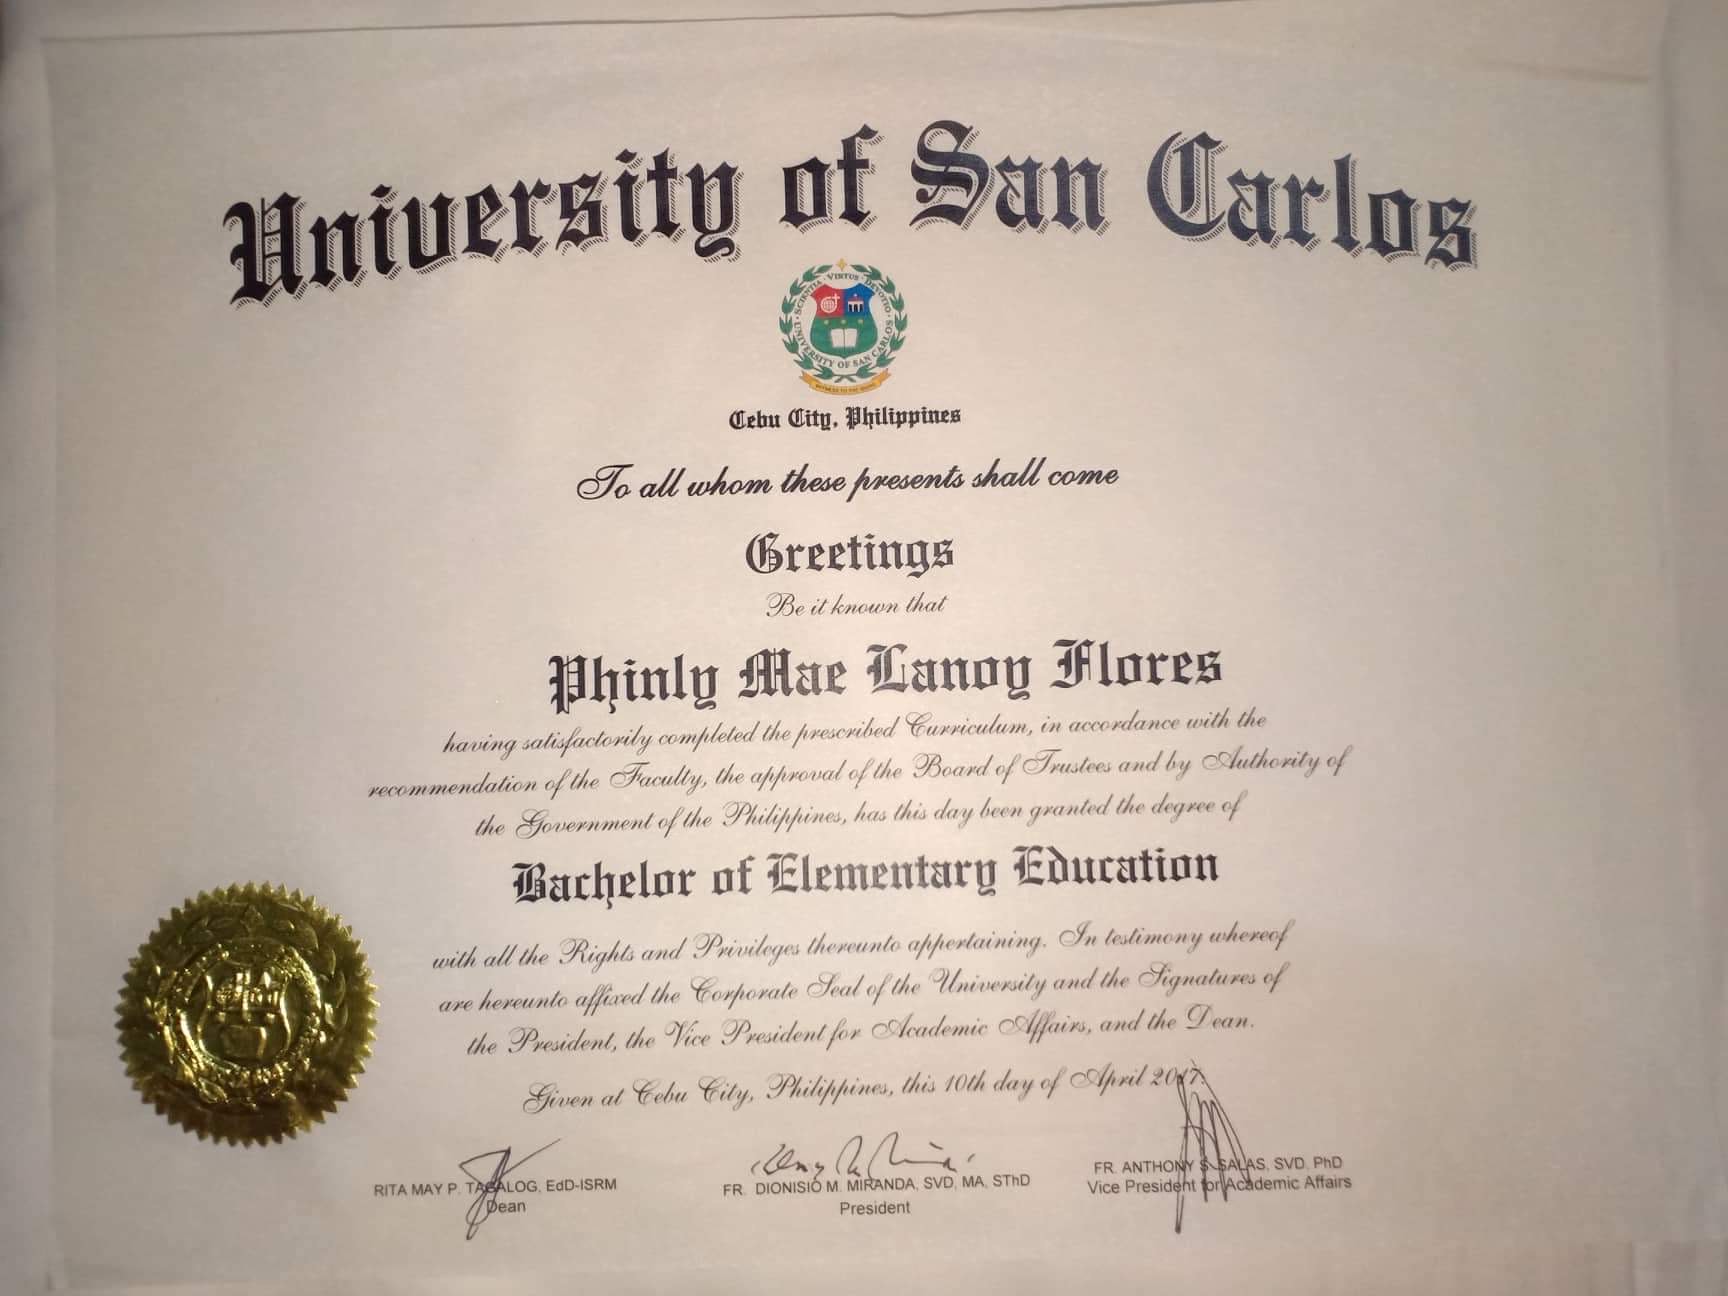 University of San Carlos
SCIENTIA · VIRTUS · DEVOTIO
UNIVERSITY OF SAN CARLOS
Cebu City, Philippines
To all whom these presents shall come
Greetings
Be it known that
Phinly Mae Lanoy Flores
having satisfactorily completed the prescribed Curriculum, in accordance with the
recommendation of the Faculty, the approval of the Board of Trustees and by Authority of
the Government of the Philippines, has this day been granted the degree of
Bachelor of Elementary Education
with all the Rights and Privileges thereunto appertaining. In testimony whereof
are hereunto affixed the Corporate Seal of the University and the Signatures of
the President, the Vice President for Academic Affairs, and the Dean.
Given at Cebu City, Philippines, this 10th day of April 2017.
RITA MAY P. TAGALOG, EdD-ISRM
Dean
FR. DIONISIO M. MIRANDA, SVD, MA, SThD
President
FR. ANTHONY S. SALAS, SVD, PhD
Vice President for Academic Affairs